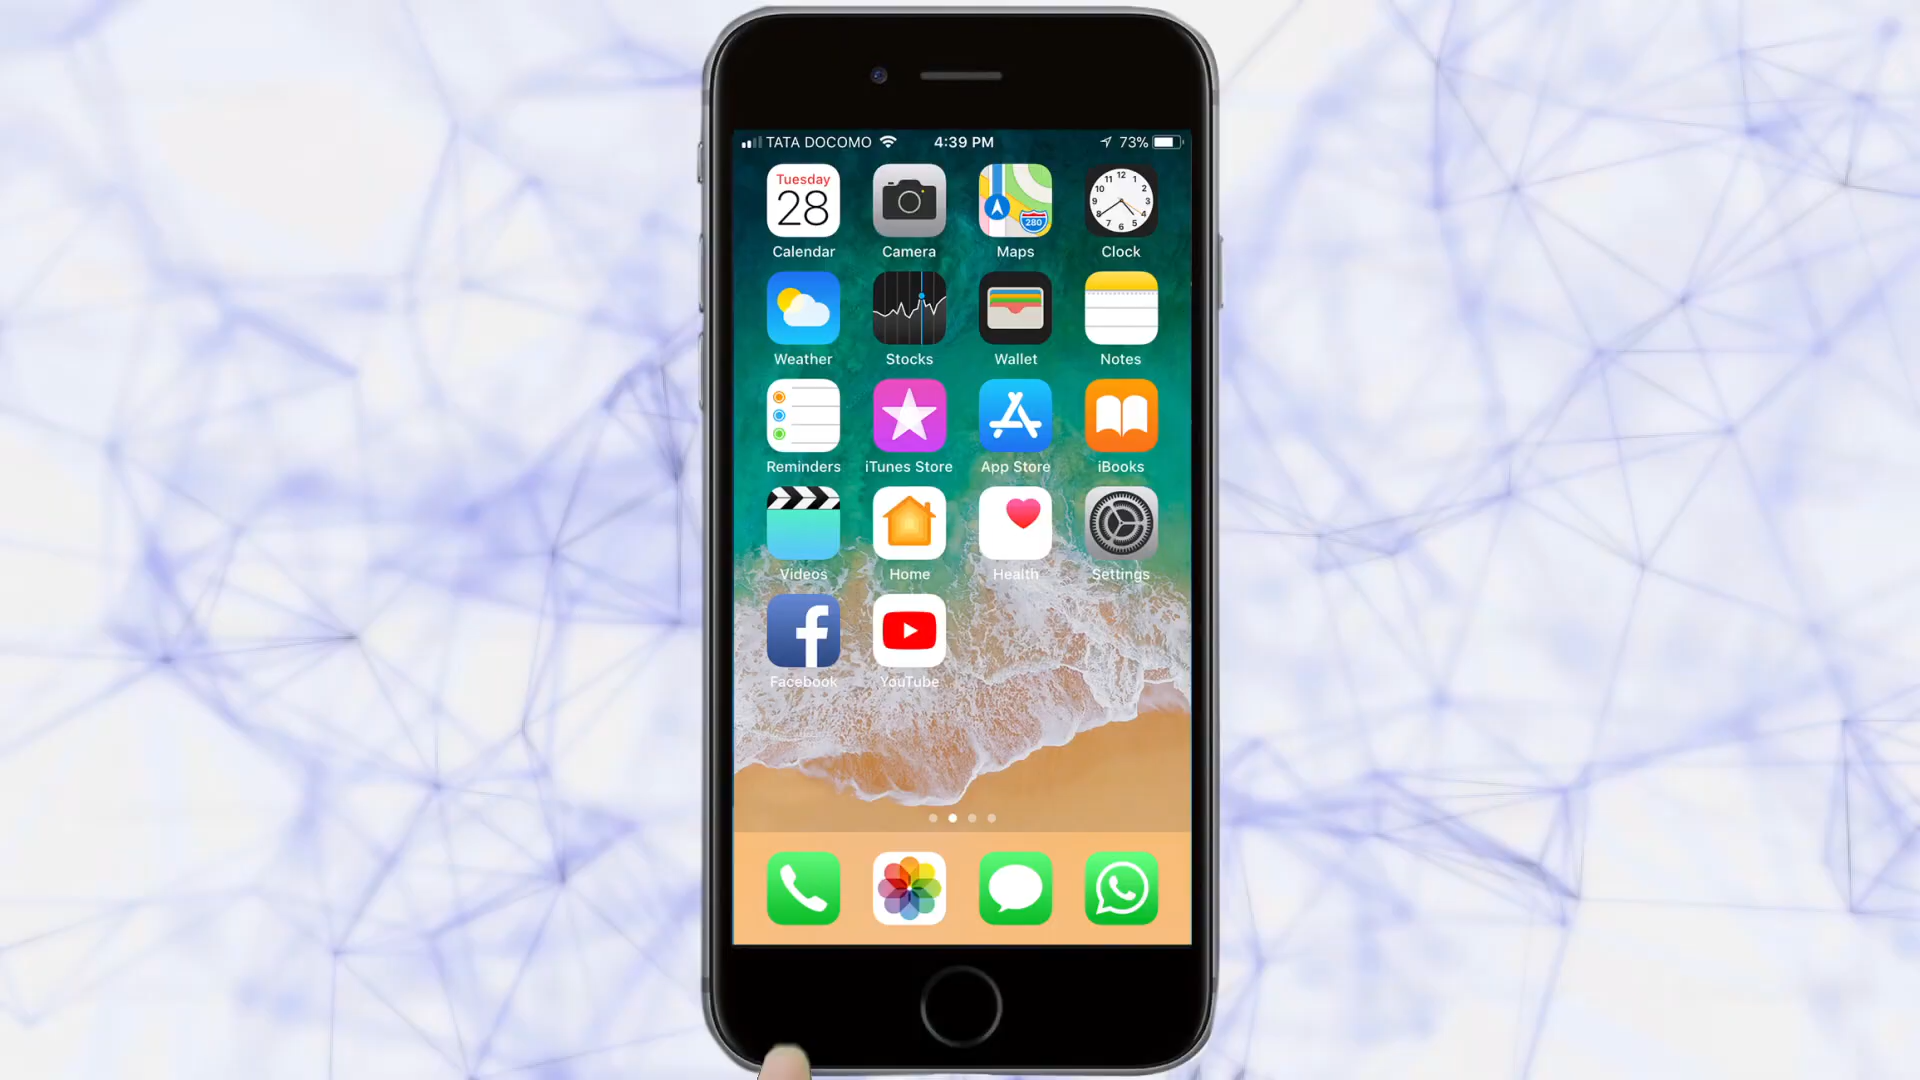 TATA DOCOMO 4:39 PM 73%
Tuesday
28
280
Calendar Camera Maps Clock
Weather Stocks Wallet Notes
Reminders iTunes Store App Store iBooks
Videos Home Health Settings
Facebook YouTube